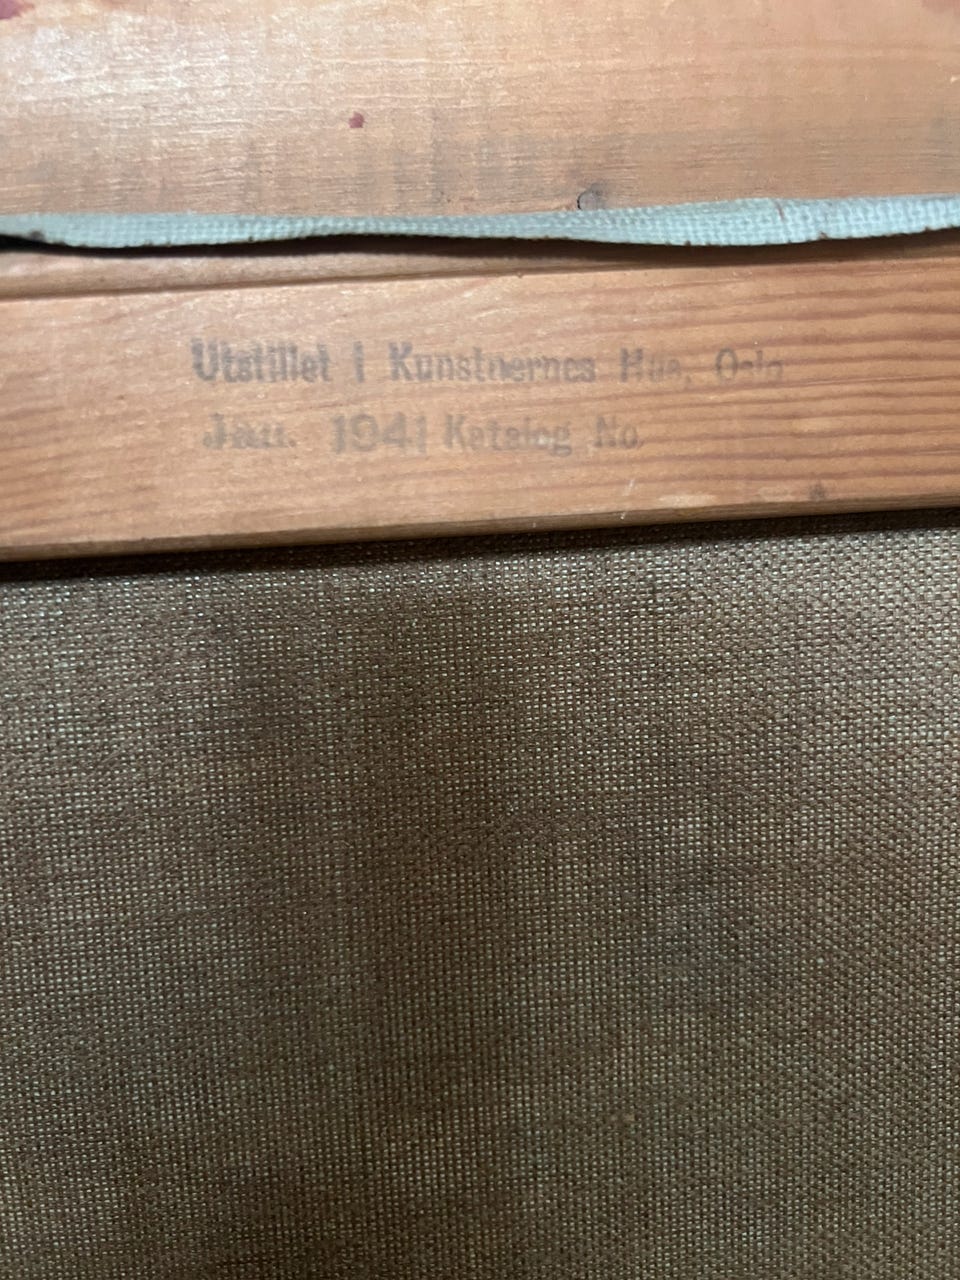 Utstillet i Kunstnernes Hus, Oslo
Jan. 1941 Katalog No.